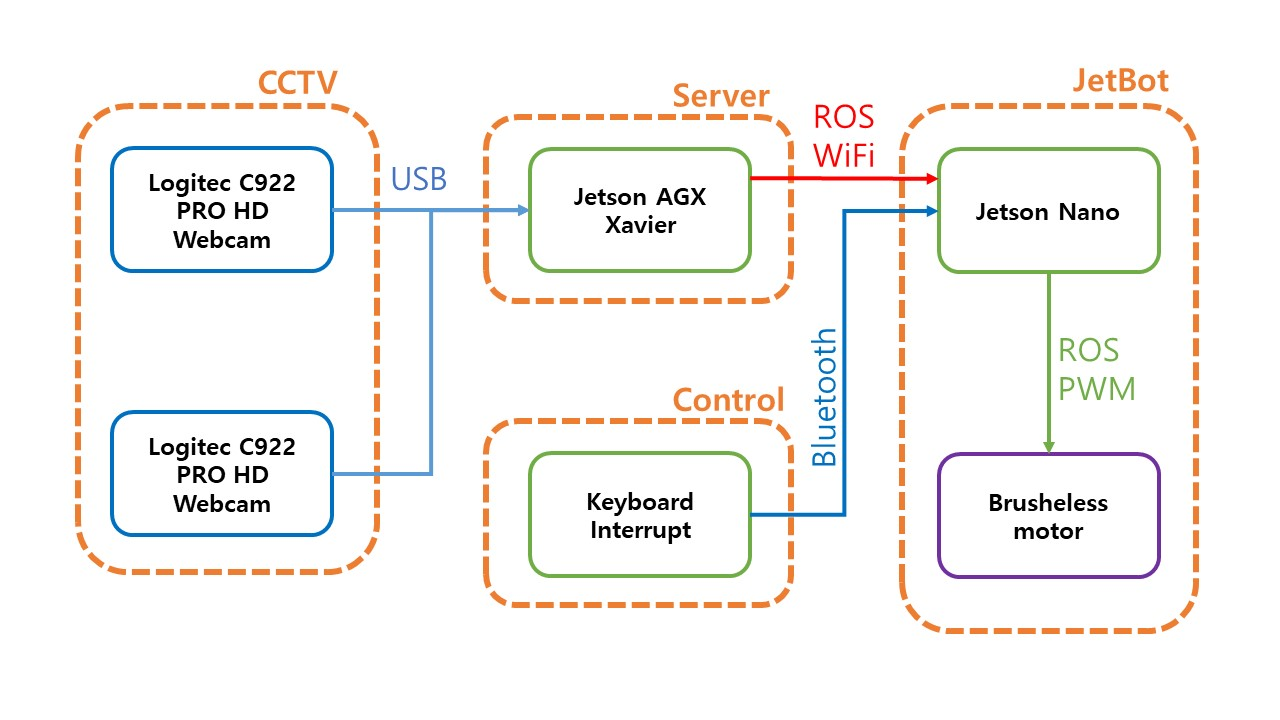 CCTV
Logitec C922
PRO HD
Webcam
Logitec C922
PRO HD
Webcam
USB
Server
Jetson AGX
Xavier
Control
Keyboard
Interrupt
ROS
WiFi
Bluetooth
JetBot
Jetson Nano
ROS
PWM
Brusheless
motor